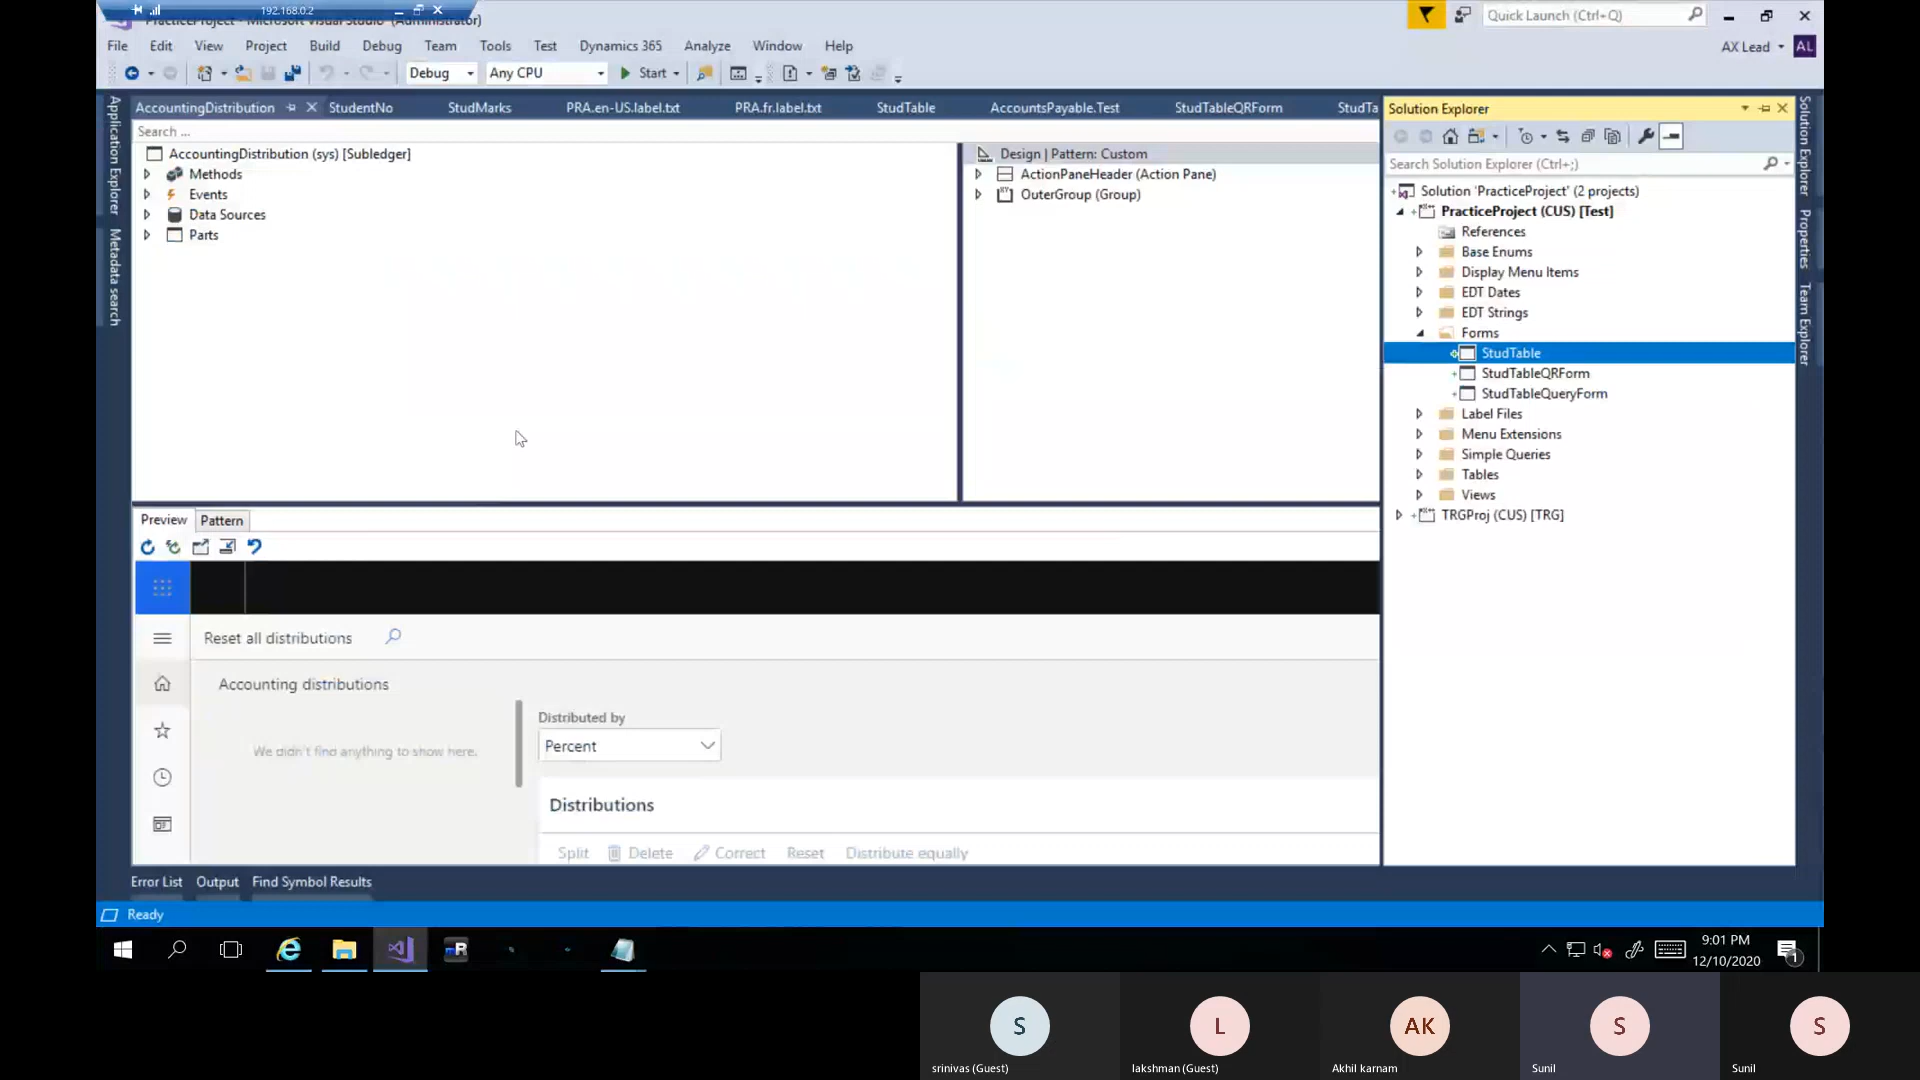 192.168.0.2
PracticeProject - Microsoft Visual Studio (Administrator)
Quick Launch (Ctrl+Q)
File Edit View Project Build Debug Team Tools Test Dynamics 365 Analyze Window Help
AX Lead AL
Debug Any CPU Start
AccountingDistribution StudentNo StudMarks PRA.en-US.label.txt PRA.fr.label.txt StudTable AccountsPayable.Test StudTableQRForm StudTa
Search ...
AccountingDistribution (sys) [Subledger]
Methods
Events
Data Sources
Parts
Design | Pattern: Custom
ActionPaneHeader (Action Pane)
OuterGroup (Group)
Solution Explorer
Search Solution Explorer (Ctrl+;)
Solution 'PracticeProject' (2 projects)
PracticeProject (CUS) [Test]
References
Base Enums
Display Menu Items
EDT Dates
EDT Strings
Forms
StudTable
StudTableQRForm
StudTableQueryForm
Label Files
Menu Extensions
Simple Queries
Tables
Views
TRGProj (CUS) [TRG]
Application Explorer
Metadata search
Solution Explorer
Properties
Team Explorer
Preview Pattern
Reset all distributions
Accounting distributions
We didn't find anything to show here.
Distributed by
Percent
Distributions
Split Delete Correct Reset Distribute equally
Error List Output Find Symbol Results
Ready
9:01 PM
12/10/2020
1
S L AK S S
srinivas (Guest) lakshman (Guest) Akhil karnam Sunil Sunil